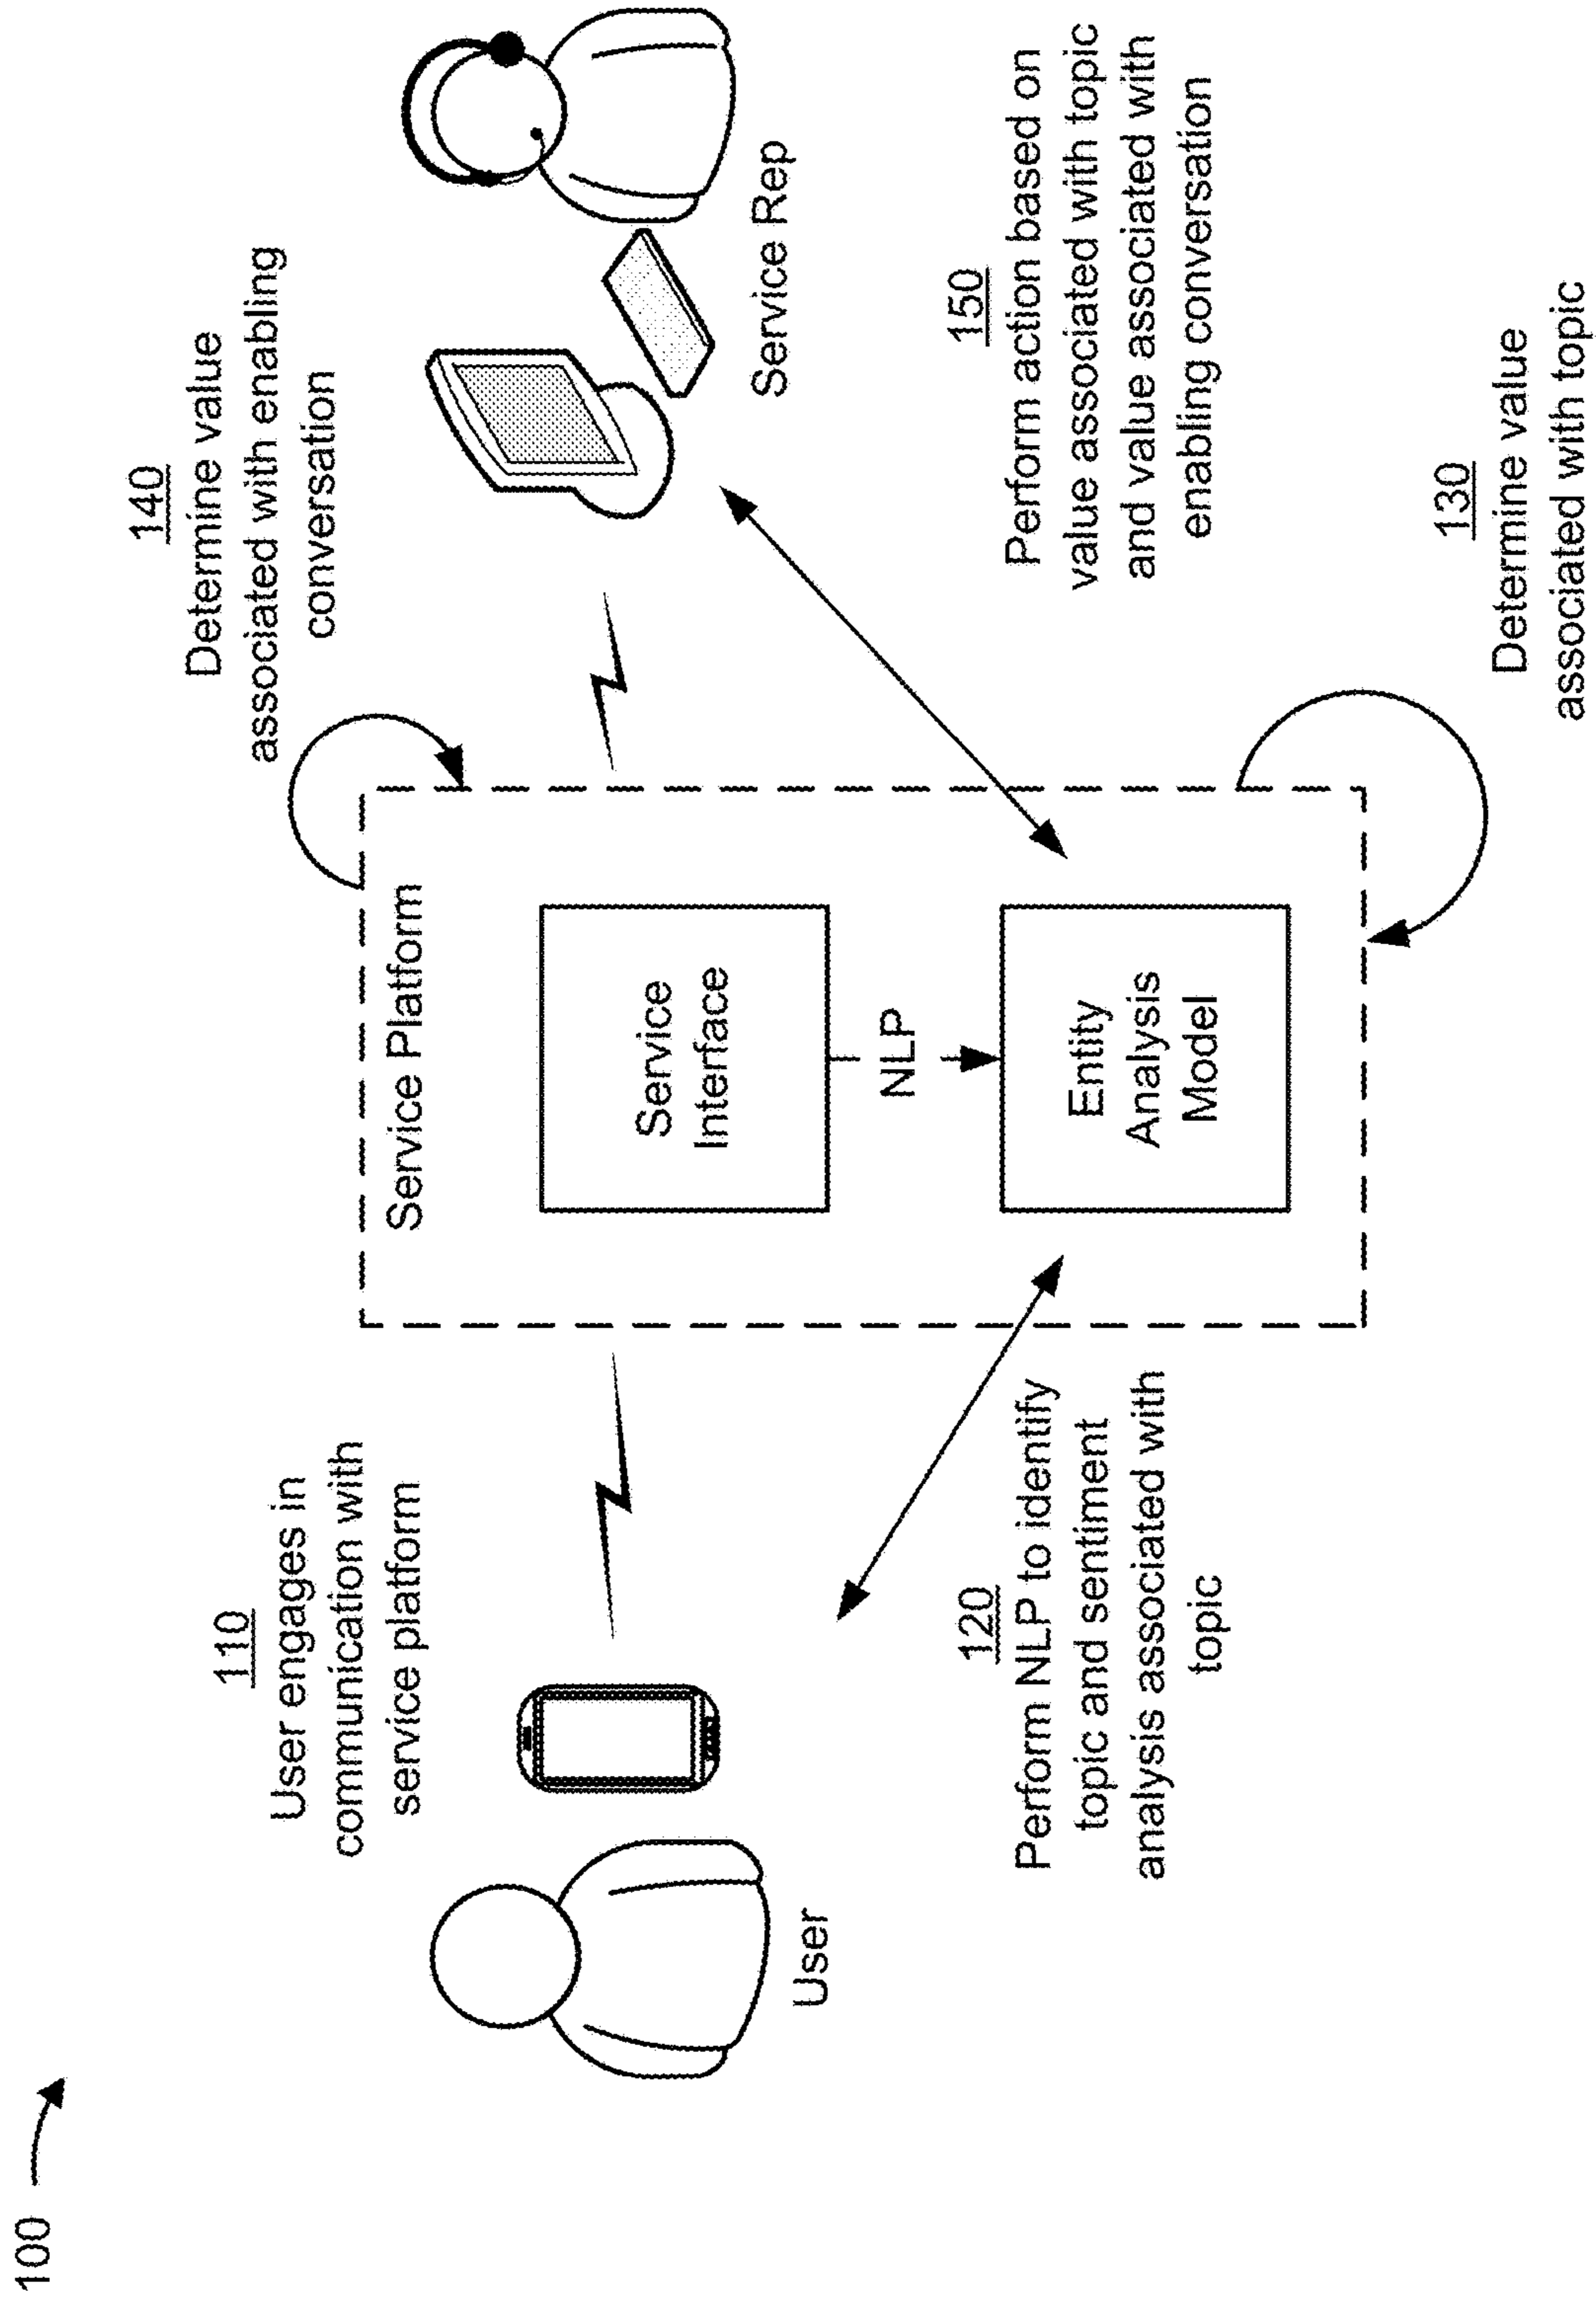 100
110
User engages in
communication with
service platform
140
Determine value
associated with enabling
conversation
Service Platform
Service
Interface
NLP
Entity
Analysis
Model
User
Service Rep
120
Perform NLP to identify
topic and sentiment
analysis associated with
topic
150
Perform action based on
value associated with topic
and value associated with
enabling conversation
130
Determine value
associated with topic